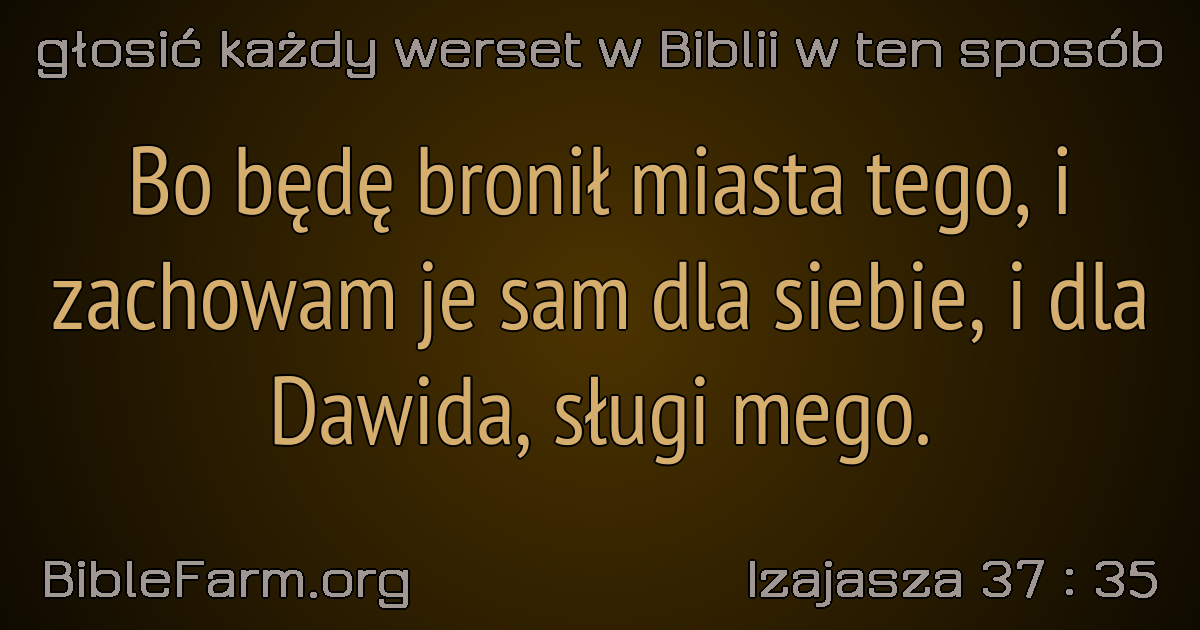 głosić każdy werset w Biblii w ten sposób
Bo będę bronił miasta tego, i
zachowam je sam dla siebie, i dla
Dawida, sługi mego.
BibleFarm.org
Izajasza 37 : 35